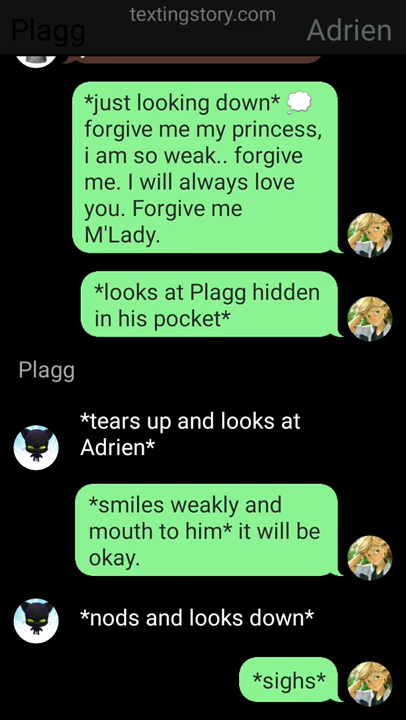 textingstory.com
Plagg
Adrien
*just looking down* 💭
forgive me my princess,
i am so weak.. forgive
me. I will always love
you. Forgive me
M'Lady.
*looks at Plagg hidden
in his pocket*
Plagg
*tears up and looks at
Adrien*
*smiles weakly and
mouth to him* it will be
okay.
*nods and looks down*
*sighs*